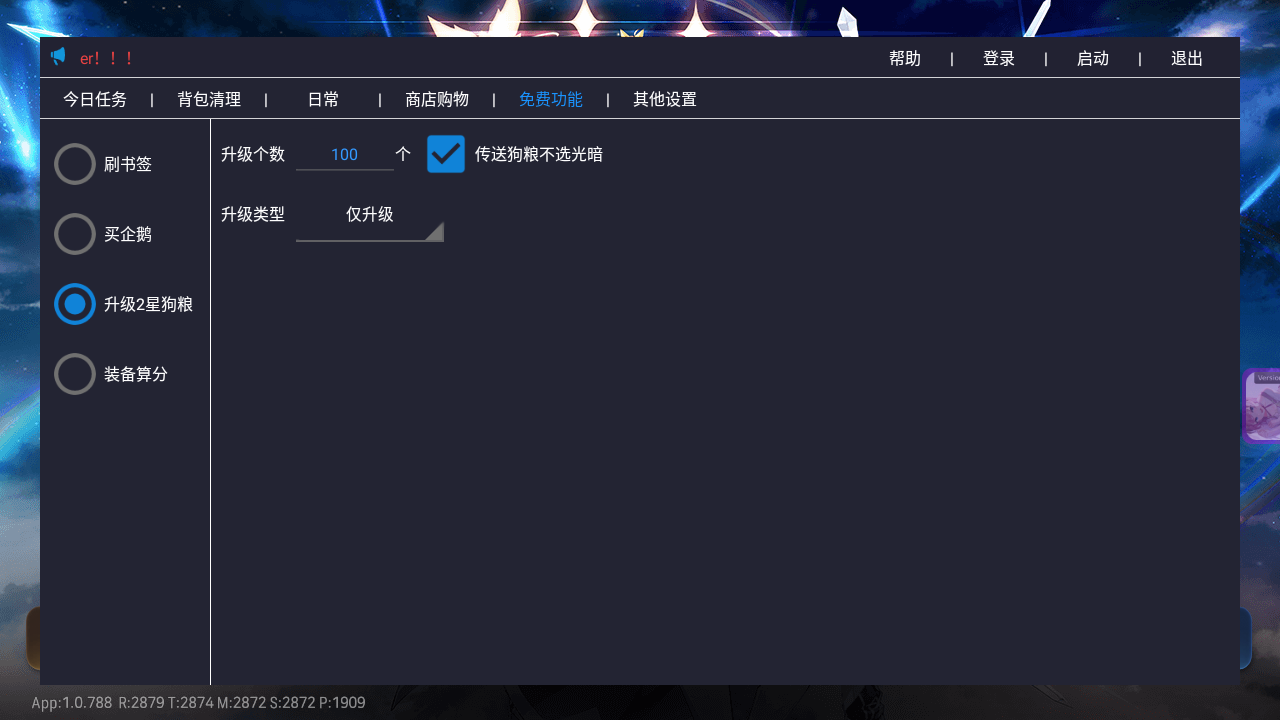 er！！！ 帮助 | 登录 | 启动 | 退出
今日任务 | 背包清理 | 日常 | 商店购物 | 免费功能 | 其他设置
刷书签
买企鹅
升级2星狗粮
装备算分
升级个数 100 个 传送狗粮不选光暗
升级类型 仅升级
Version
App:1.0.788 R:2879 T:2874 M:2872 S:2872 P:1909